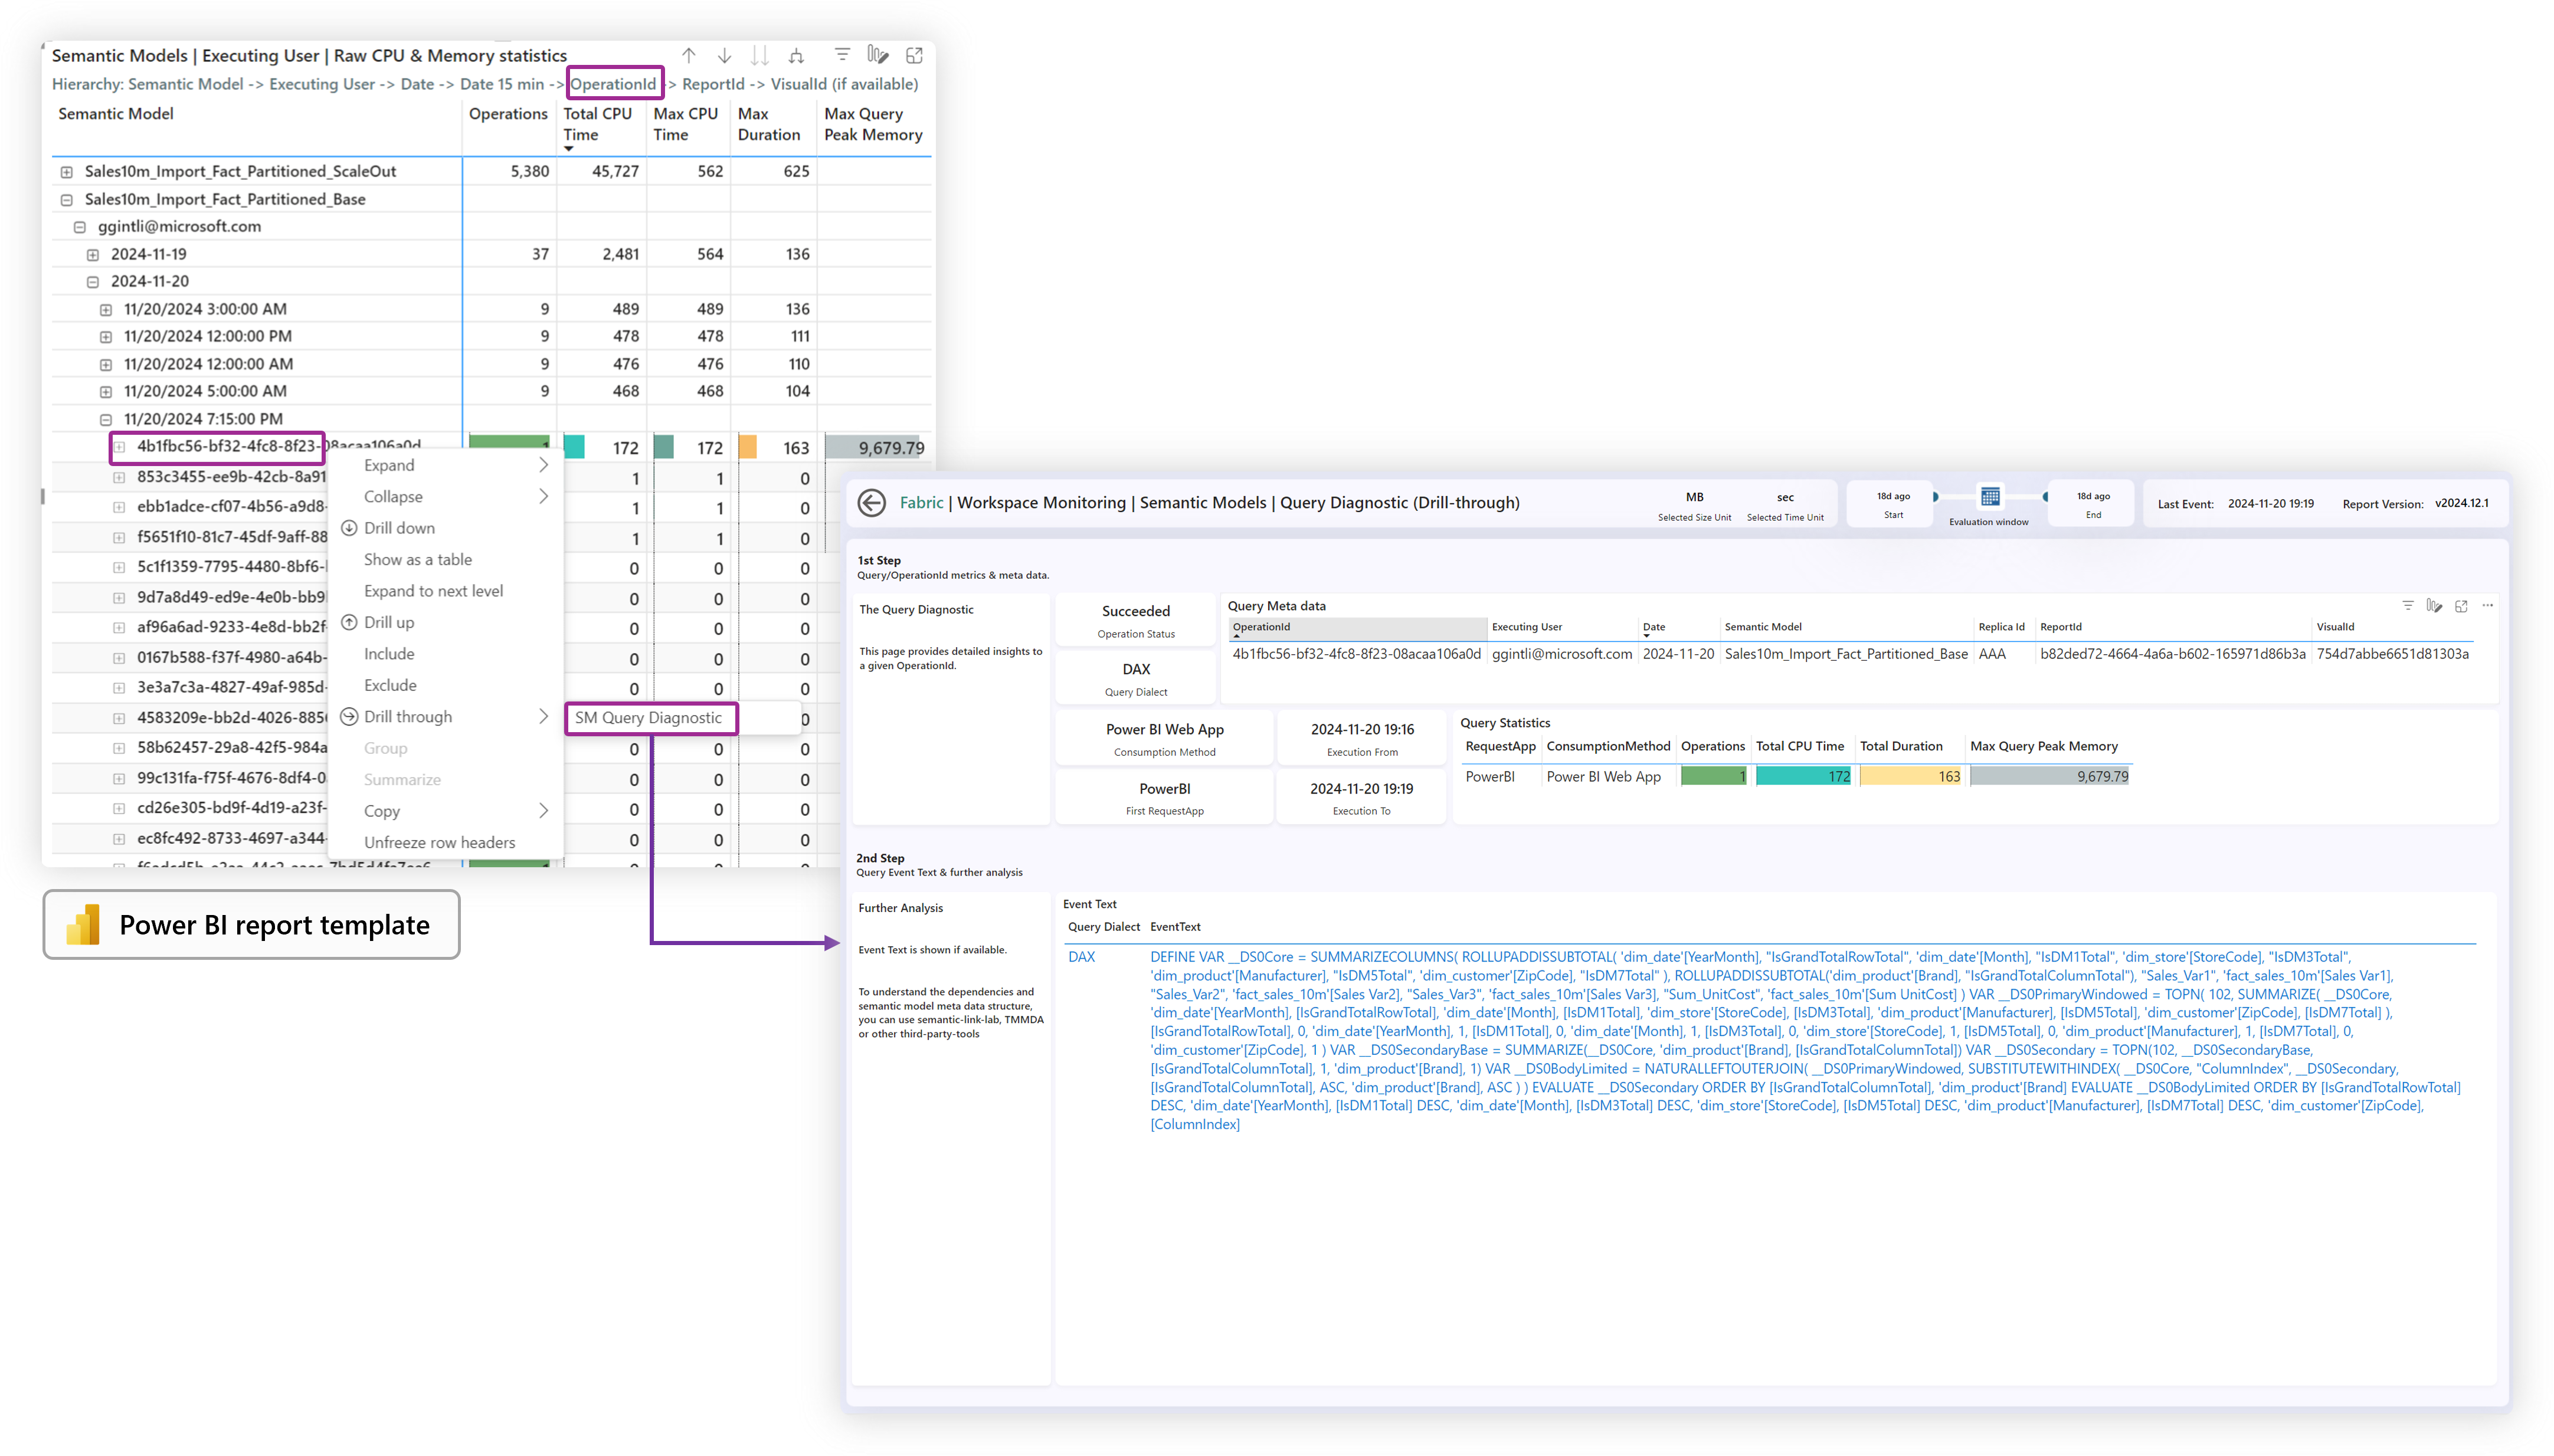 Semantic Models | Executing User | Raw CPU & Memory statistics
Hierarchy: Semantic Model -> Executing User -> Date -> Date 15 min -> OperationId -> ReportId -> VisualId (if available)
Semantic Model Operations Total CPU Time Max CPU Time Max Duration Max Query Peak Memory
Sales10m_Import_Fact_Partitioned_ScaleOut 5,380 45,727 562 625
Sales10m_Import_Fact_Partitioned_Base
ggintli@microsoft.com
2024-11-19 37 2,481 564 136
2024-11-20
11/20/2024 3:00:00 AM 9 489 489 136
11/20/2024 12:00:00 PM 9 478 478 111
11/20/2024 12:00:00 AM 9 476 476 110
11/20/2024 5:00:00 AM 9 468 468 104
11/20/2024 7:15:00 PM
4b1fbc56-bf32-4fc8-8f23-08acaa106a0d 1 172 172 163 9,679.79
853c3455-ee9b-42cb-8a91 1 1 0
ebb1adce-cf07-4b56-a9d8- 1 1 0
f5651f10-81c7-45df-9aff-88 1 1 0
5c1f1359-7795-4480-8bf6- 0 0 0
9d7a8d49-ed9e-4e0b-bb9 0 0 0
af96a6ad-9233-4e8d-bb2f 0 0 0
0167b588-f37f-4980-a64b- 0 0 0
3e3a7c3a-4827-49af-985d- 0 0 0
4583209e-bb2d-4026-885 0
58b62457-29a8-42f5-984a 0 0 0
99c131fa-f75f-4676-8df4-0 0 0 0
cd26e305-bd9f-4d19-a23f- 0 0 0
ec8fc492-8733-4697-a344- 0 0 0
Expand
Collapse
Drill down
Show as a table
Expand to next level
Drill up
Include
Exclude
Drill through
Group
Summarize
Copy
Unfreeze row headers
SM Query Diagnostic
Power BI report template
Fabric | Workspace Monitoring | Semantic Models | Query Diagnostic (Drill-through)
MB
Selected Size Unit
sec
Selected Time Unit
18d ago
Start
Evaluation window
18d ago
End
Last Event: 2024-11-20 19:19
Report Version: v2024.12.1
1st Step
Query/OperationId metrics & meta data.
The Query Diagnostic
This page provides detailed insights to
a given OperationId.
Succeeded
Operation Status
DAX
Query Dialect
Query Meta data
OperationId Executing User Date Semantic Model Replica Id ReportId VisualId
4b1fbc56-bf32-4fc8-8f23-08acaa106a0d ggintli@microsoft.com 2024-11-20 Sales10m_Import_Fact_Partitioned_Base AAA b82ded72-4664-4a6a-b602-165971d86b3a 754d7abbe6651d81303a
Power BI Web App
Consumption Method
2024-11-20 19:16
Execution From
PowerBI
First RequestApp
2024-11-20 19:19
Execution To
Query Statistics
RequestApp ConsumptionMethod Operations Total CPU Time Total Duration Max Query Peak Memory
PowerBI Power BI Web App 1 172 163 9,679.79
2nd Step
Query Event Text & further analysis
Further Analysis
Event Text is shown if available.
To understand the dependencies and
semantic model meta data structure,
you can use semantic-link-lab, TMMDA
or other third-party-tools
Event Text
Query Dialect EventText
DAX DEFINE VAR __DS0Core = SUMMARIZECOLUMNS( ROLLUPADDISSUBTOTAL( 'dim_date'[YearMonth], "IsGrandTotalRowTotal", 'dim_date'[Month], "IsDM1Total", 'dim_store'[StoreCode], "IsDM3Total",
'dim_product'[Manufacturer], "IsDM5Total", 'dim_customer'[ZipCode], "IsDM7Total" ), ROLLUPADDISSUBTOTAL('dim_product'[Brand], "IsGrandTotalColumnTotal"), "Sales_Var1", 'fact_sales_10m'[Sales Var1],
"Sales_Var2", 'fact_sales_10m'[Sales Var2], "Sales_Var3", 'fact_sales_10m'[Sales Var3], "Sum_UnitCost", 'fact_sales_10m'[Sum UnitCost] ) VAR __DS0PrimaryWindowed = TOPN( 102, SUMMARIZE( __DS0Core,
'dim_date'[YearMonth], [IsGrandTotalRowTotal], 'dim_date'[Month], [IsDM1Total], 'dim_store'[StoreCode], [IsDM3Total], 'dim_product'[Manufacturer], [IsDM5Total], 'dim_customer'[ZipCode], [IsDM7Total] ),
[IsGrandTotalRowTotal], 0, 'dim_date'[YearMonth], 1, [IsDM1Total], 0, 'dim_date'[Month], 1, [IsDM3Total], 0, 'dim_store'[StoreCode], 1, [IsDM5Total], 0, 'dim_product'[Manufacturer], 1, [IsDM7Total], 0,
'dim_customer'[ZipCode], 1 ) VAR __DS0SecondaryBase = SUMMARIZE(__DS0Core, 'dim_product'[Brand], [IsGrandTotalColumnTotal]) VAR __DS0Secondary = TOPN(102, __DS0SecondaryBase,
[IsGrandTotalColumnTotal], 1, 'dim_product'[Brand], 1) VAR __DS0BodyLimited = NATURALLEFTOUTERJOIN( __DS0PrimaryWindowed, SUBSTITUTEWITHINDEX( __DS0Core, "ColumnIndex", __DS0Secondary,
[IsGrandTotalColumnTotal], ASC, 'dim_product'[Brand], ASC ) ) EVALUATE __DS0Secondary ORDER BY [IsGrandTotalColumnTotal], 'dim_product'[Brand] EVALUATE __DS0BodyLimited ORDER BY [IsGrandTotalRowTotal]
DESC, 'dim_date'[YearMonth], [IsDM1Total] DESC, 'dim_date'[Month], [IsDM3Total] DESC, 'dim_store'[StoreCode], [IsDM5Total] DESC, 'dim_product'[Manufacturer], [IsDM7Total] DESC, 'dim_customer'[ZipCode],
[ColumnIndex]